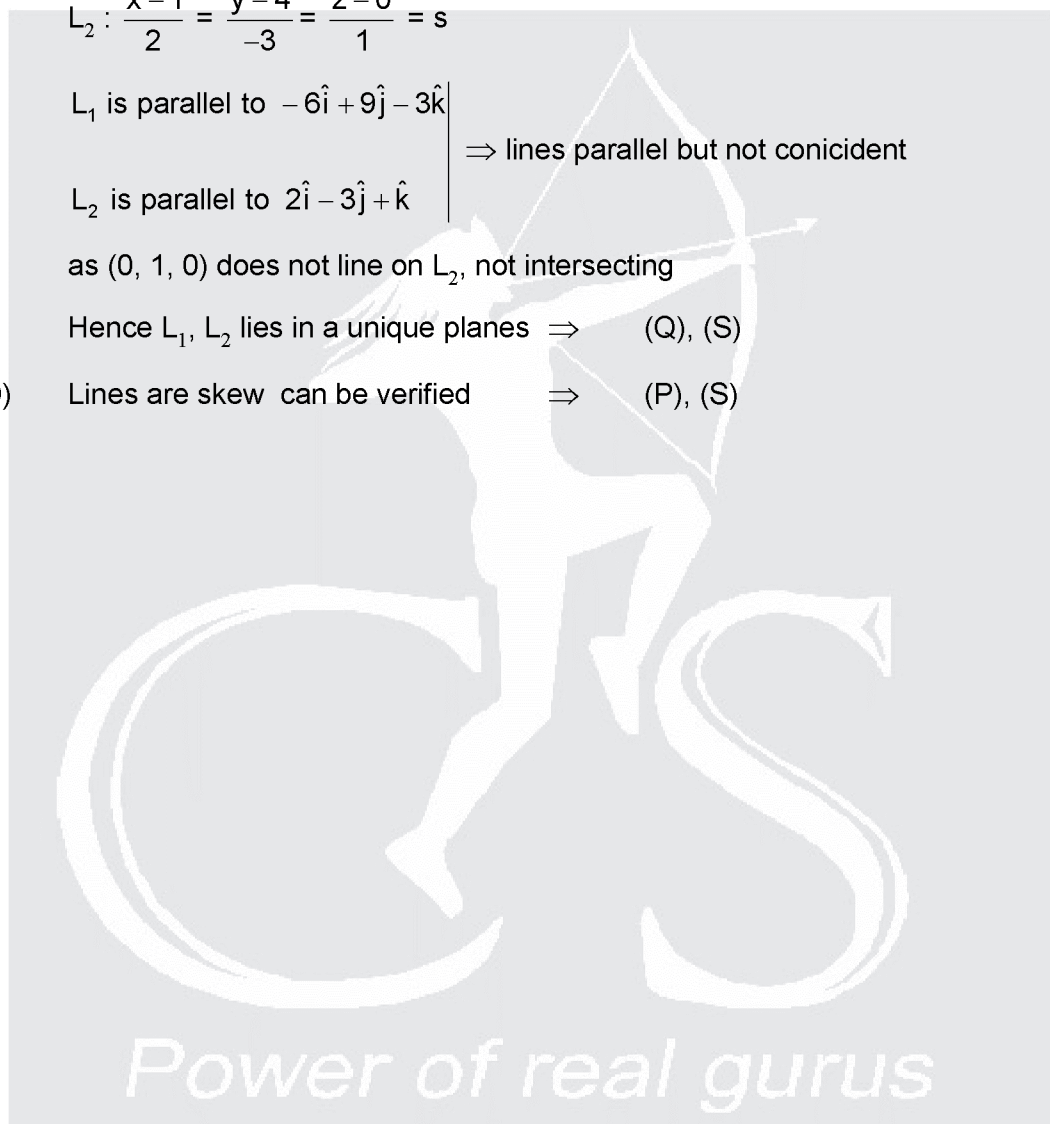 L₂ : x – 1 / 2 = y – 4 / –3 = z – 0 / 1 = s
L₁ is parallel to – 6î + 9ĵ – 3k̂
⇒ lines parallel but not conicident
L₂ is parallel to 2î – 3ĵ + k̂
as (0, 1, 0) does not line on L₂, not intersecting
Hence L₁, L₂ lies in a unique planes ⇒ (Q), (S)
) Lines are skew can be verified ⇒ (P), (S)
CS
Power of real gurus